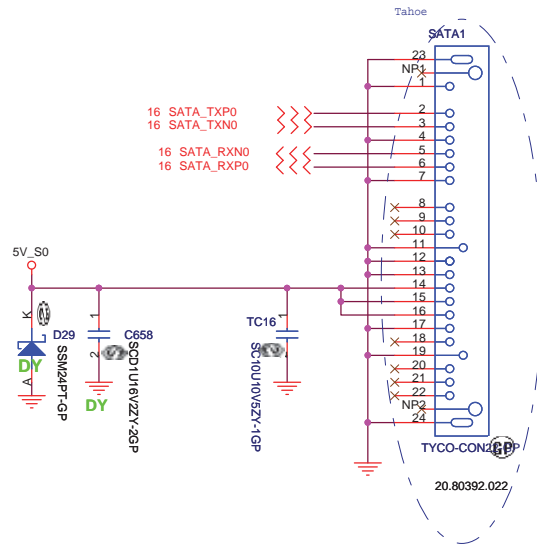 Tahoe
SATA1
23
NP1
1
16 SATA_TXP0
2
16 SATA_TXN0
3
4
16 SATA_RXN0
5
16 SATA_RXP0
6
7
8
9
10
11
12
13
14
15
16
17
18
19
20
21
22
NP2
24
5V_S0
K
D29
A
DY
SSM24PT-GP
1
C658
2
SCD1U16V2ZY-2GP
DY
1
TC16
SC10U10V5ZY-1GP
GP
20.80392.022